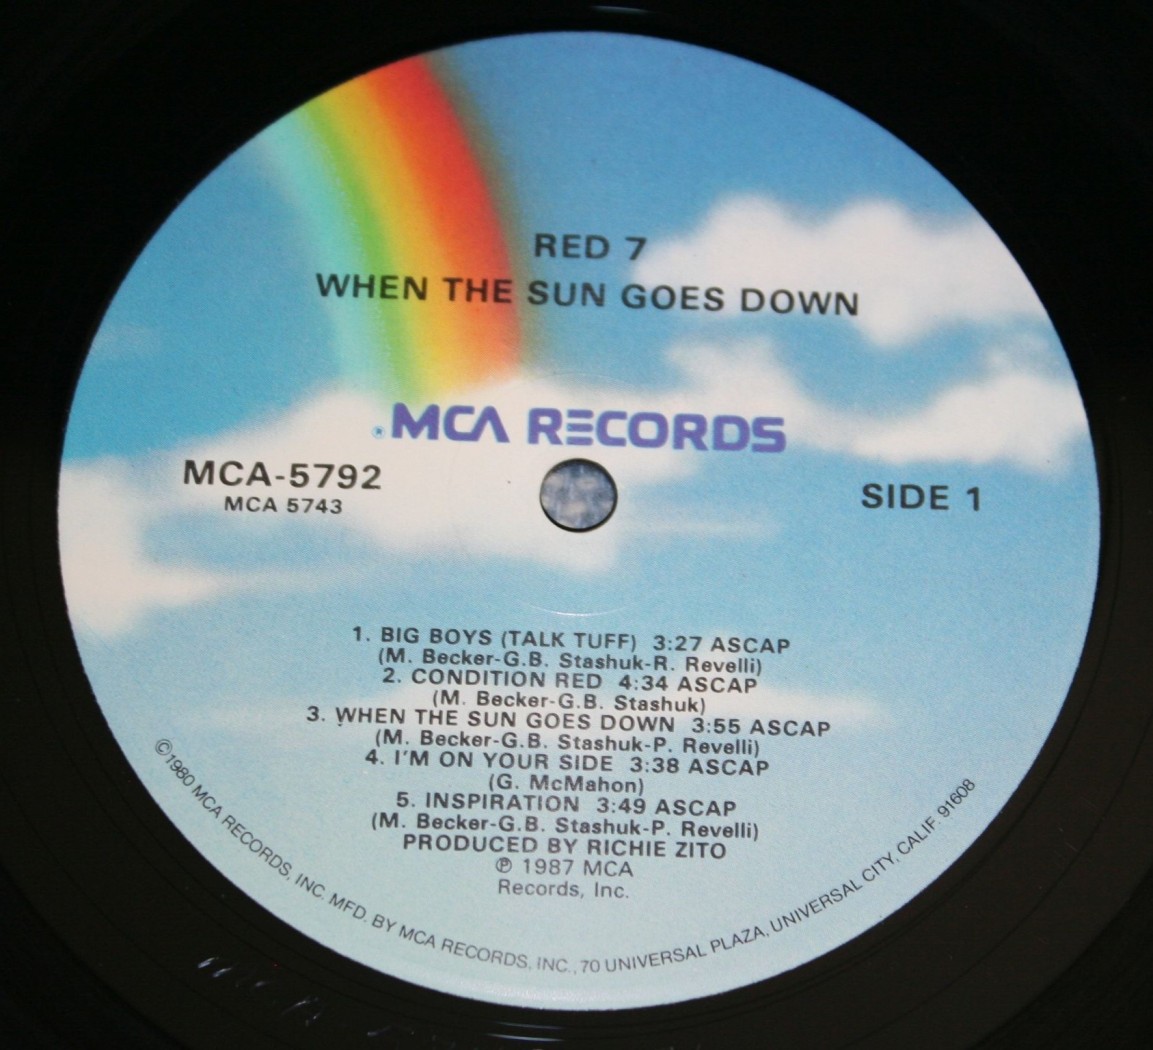 RED 7
WHEN THE SUN GOES DOWN
® MCA RECORDS
MCA-5792
MCA 5743
SIDE 1
1. BIG BOYS (TALK TUFF) 3:27 ASCAP
(M. Becker-G.B. Stashuk-R. Revelli)
2. CONDITION RED 4:34 ASCAP
(M. Becker-G.B. Stashuk)
3. WHEN THE SUN GOES DOWN 3:55 ASCAP
(M. Becker-G.B. Stashuk-P. Revelli)
4. I'M ON YOUR SIDE 3:38 ASCAP
(G. McMahon)
5. INSPIRATION 3:49 ASCAP
(M. Becker-G.B. Stashuk-P. Revelli)
PRODUCED BY RICHIE ZITO
℗ 1987 MCA
Records, Inc.
©1980 MCA RECORDS, INC. MFD. BY MCA RECORDS, INC., 70 UNIVERSAL PLAZA, UNIVERSAL CITY, CALIF. 91608